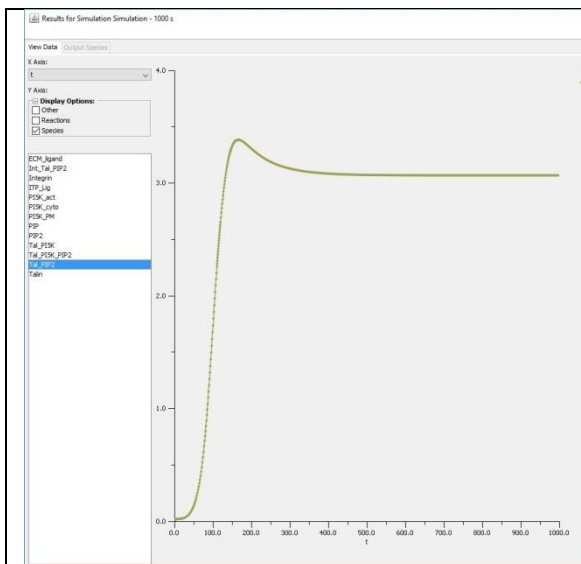 Results for Simulation Simulation - 1000 s
View Data Output Species
X Axis:
t
Y Axis:
Display Options:
Other
Reactions
Species
ECM_ligand
Int_Tal_PIP2
Integrin
ITP_Lig
PI5K_act
PI5K_cyto
PI5K_PM
PIP
PIP2
Tal_PI5K
Tal_PI5K_PIP2
Tal_PIP2
Talin
4.0
3.0
2.0
1.0
0.0
0.0 100.0 200.0 300.0 400.0 500.0 600.0 700.0 800.0 900.0 1000.0
t